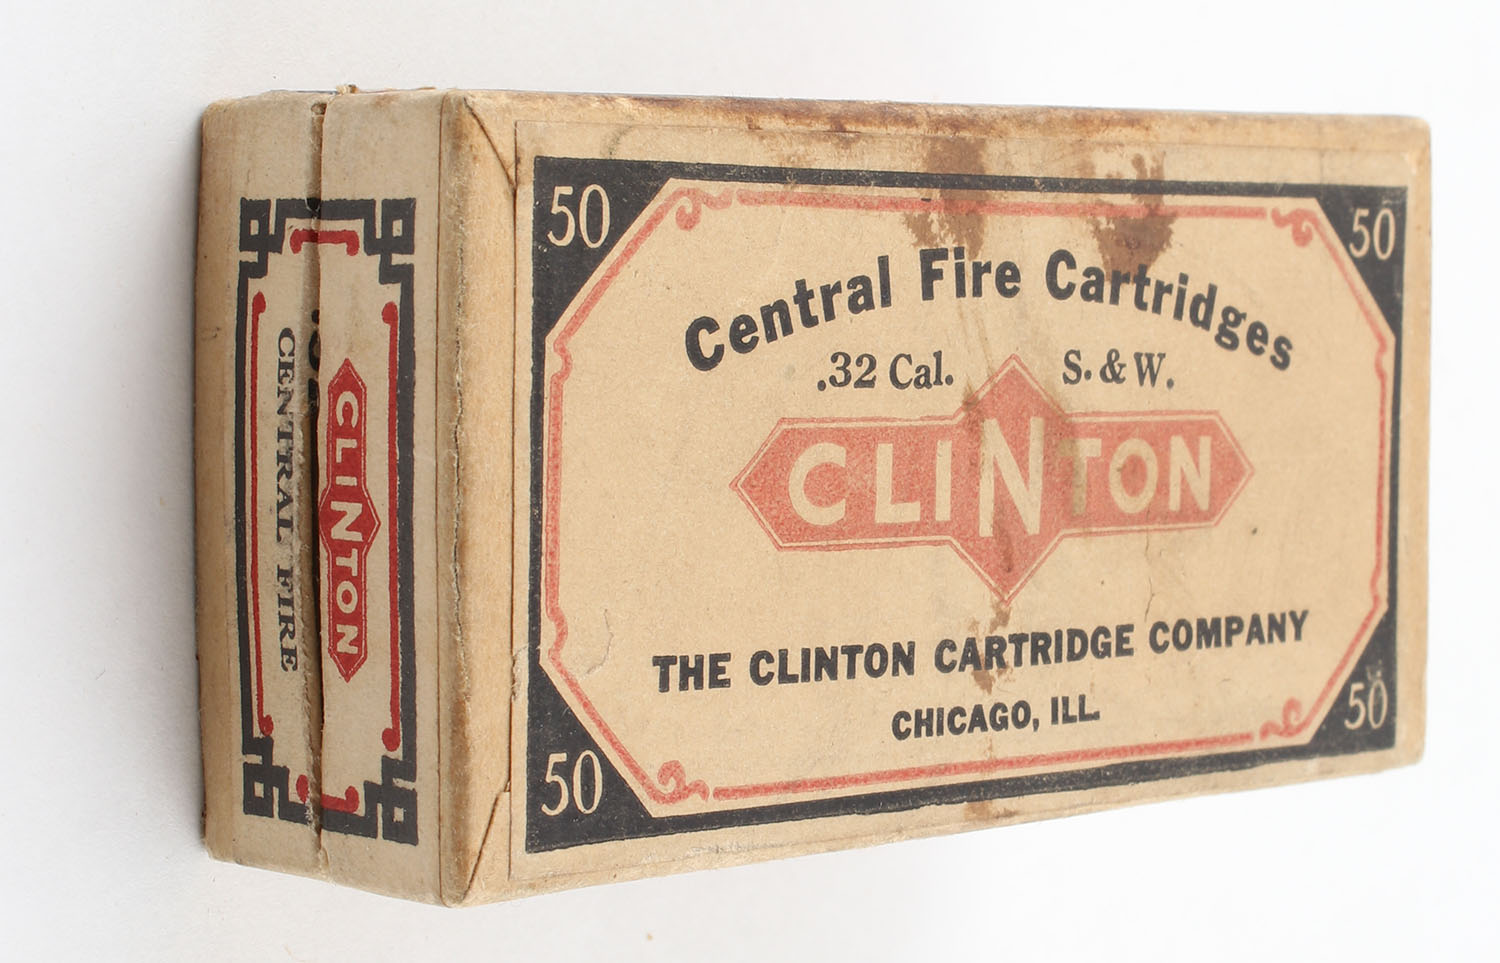 50 50
Central Fire Cartridges
.32 Cal. S. & W.
CLINTON
THE CLINTON CARTRIDGE COMPANY
CHICAGO, ILL.
50 50
CLINTON
CENTRAL FIRE